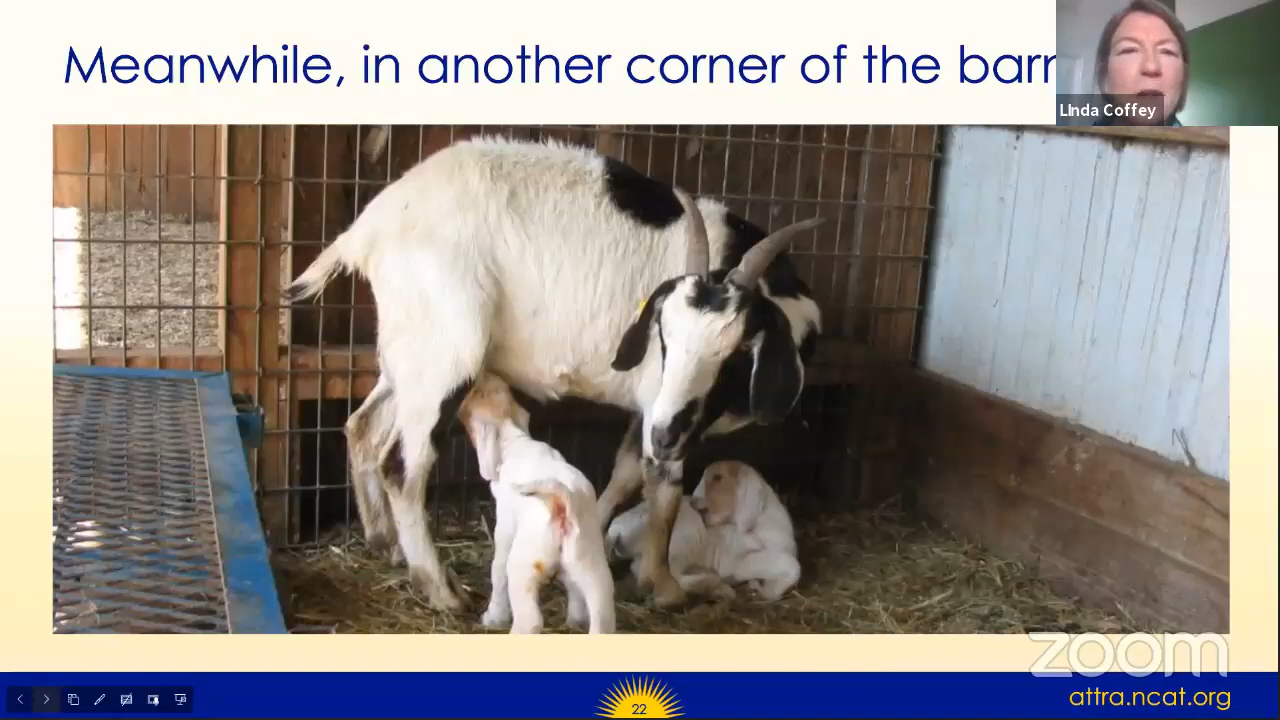 Meanwhile, in another corner of the barn
Linda Coffey
zoom
22
attra.ncat.org